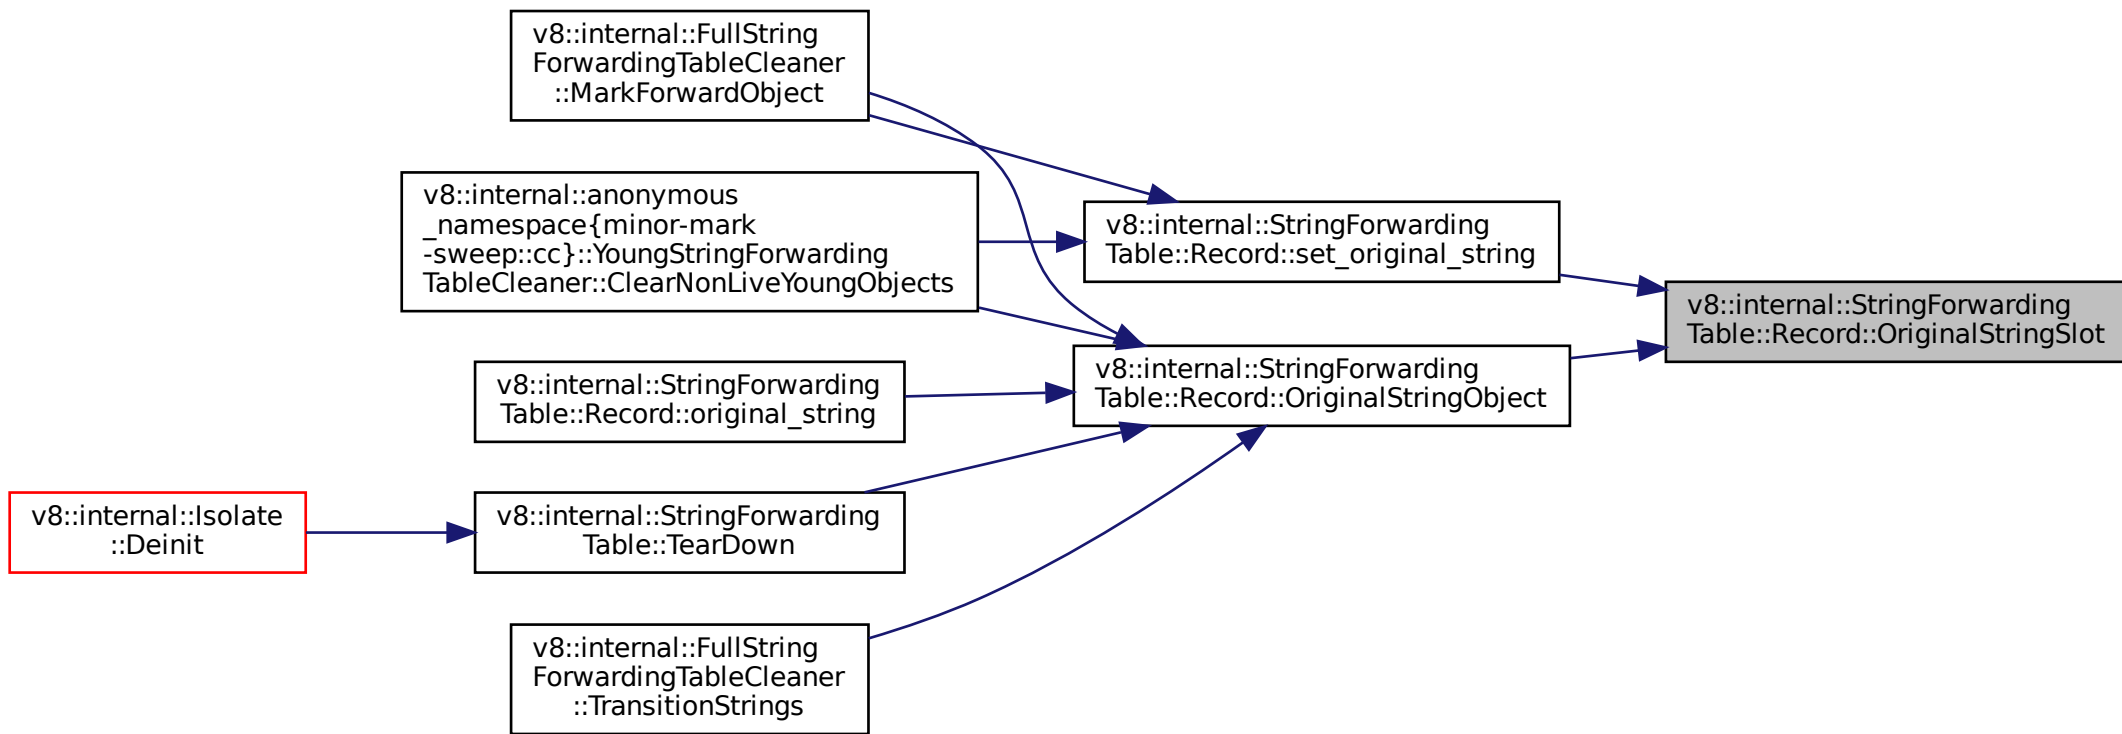 v8::internal::FullString
ForwardingTableCleaner
::MarkForwardObject
v8::internal::anonymous
_namespace{minor-mark
-sweep::cc}::YoungStringForwarding
TableCleaner::ClearNonLiveYoungObjects
v8::internal::StringForwarding
Table::Record::set_original_string
v8::internal::StringForwarding
Table::Record::OriginalStringSlot
v8::internal::StringForwarding
Table::Record::OriginalStringObject
v8::internal::StringForwarding
Table::Record::original_string
v8::internal::Isolate
::Deinit
v8::internal::StringForwarding
Table::TearDown
v8::internal::FullString
ForwardingTableCleaner
::TransitionStrings